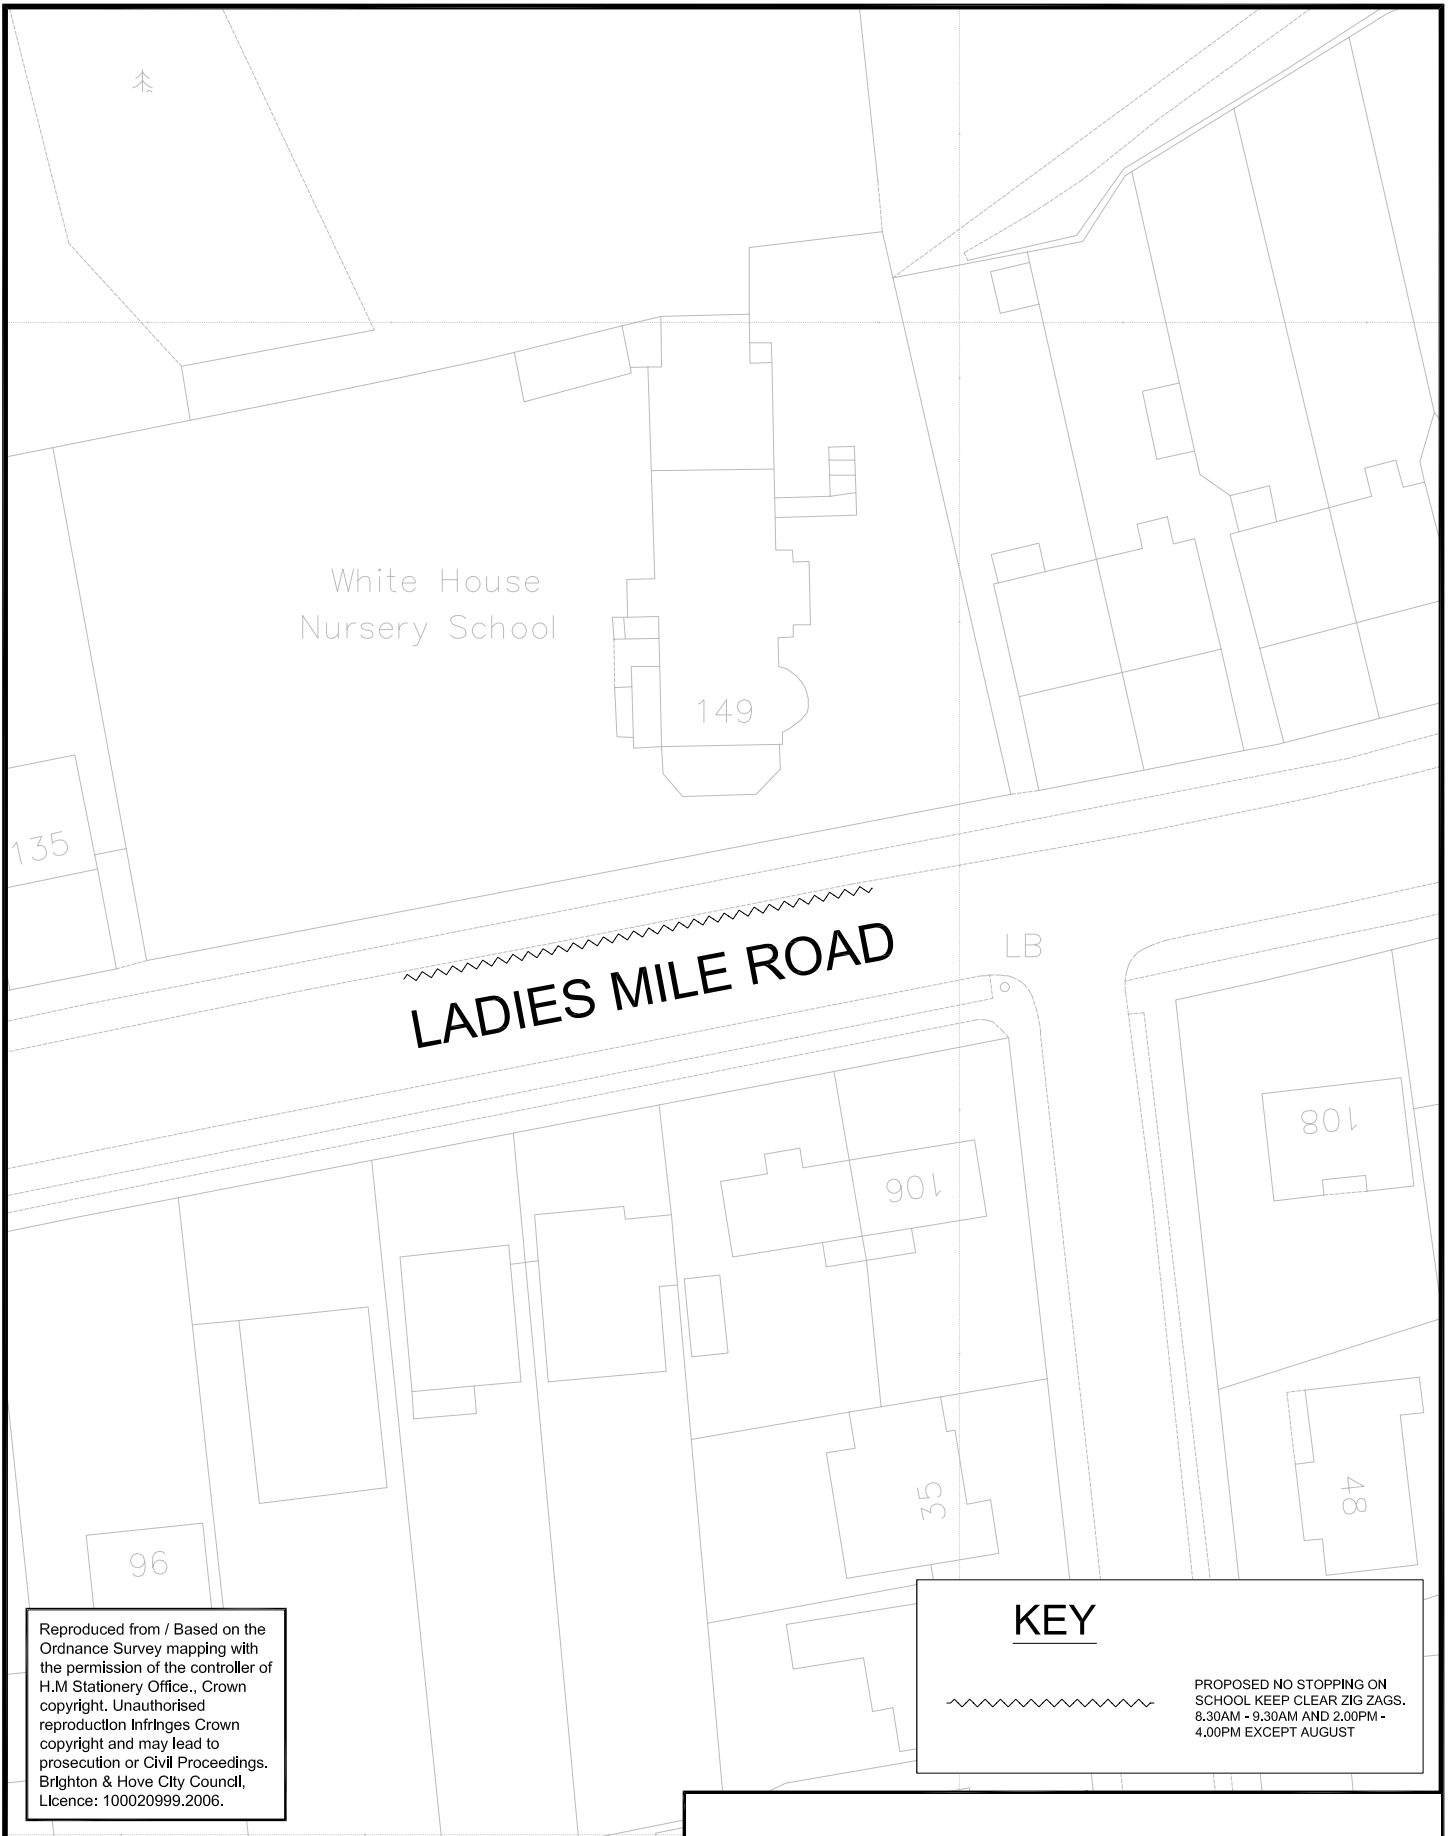 White House
Nursery School
149
135
LB
LADIES MILE ROAD
108
106
35
48
96
Reproduced from / Based on the
Ordnance Survey mapping with
the permission of the controller of
H.M Stationery Office., Crown
copyright. Unauthorised
reproduction infringes Crown
copyright and may lead to
prosecution or Civil Proceedings.
Brighton & Hove City Council,
Licence: 100020999.2006.
KEY
PROPOSED NO STOPPING ON
SCHOOL KEEP CLEAR ZIG ZAGS.
8.30AM - 9.30AM AND 2.00PM -
4.00PM EXCEPT AUGUST